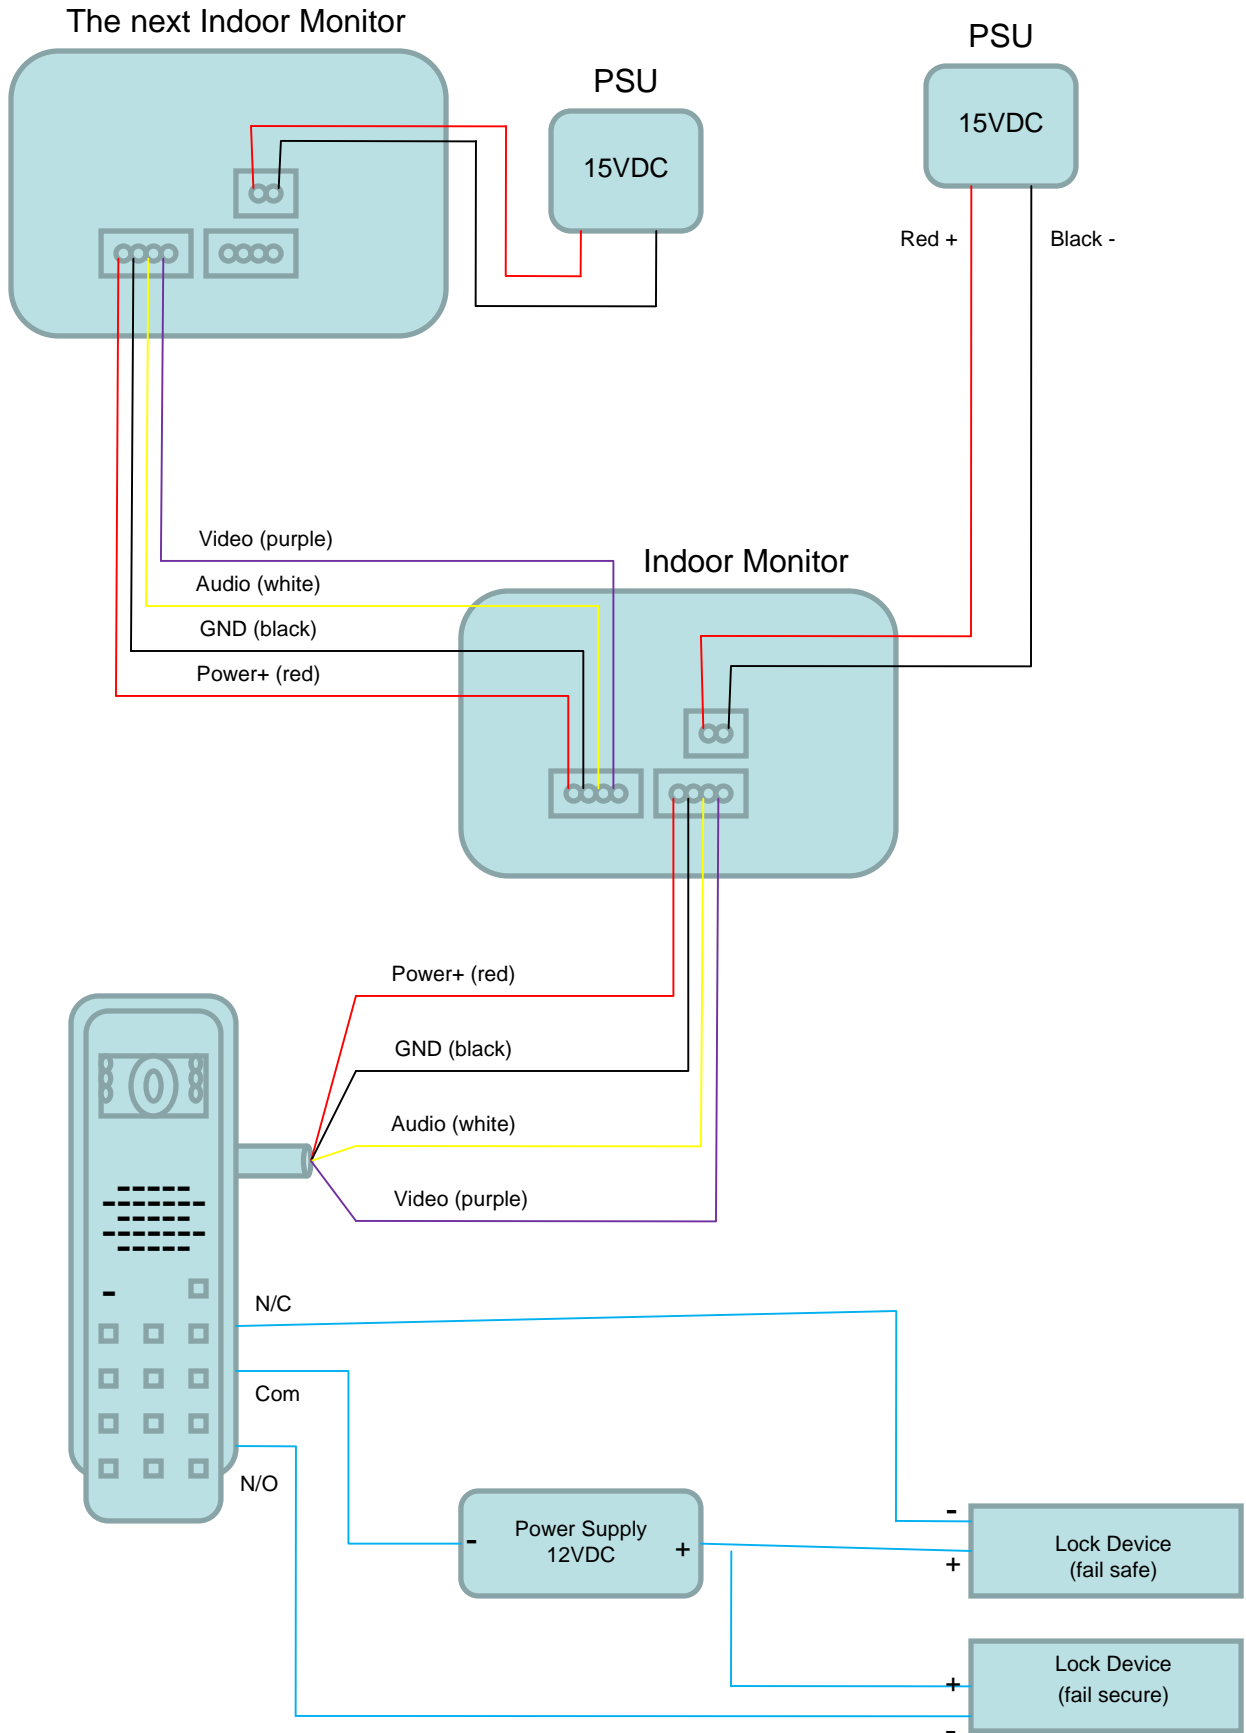 The next Indoor Monitor
PSU
PSU
15VDC
15VDC
Red +
Black -
Video (purple)
Indoor Monitor
Audio (white)
GND (black)
Power+ (red)
Power+ (red)
GND (black)
Audio (white)
Video (purple)
N/C
Com
N/O
Power Supply
12VDC
-
+
-
+
Lock Device
(fail safe)
Lock Device
(fail secure)
+
-